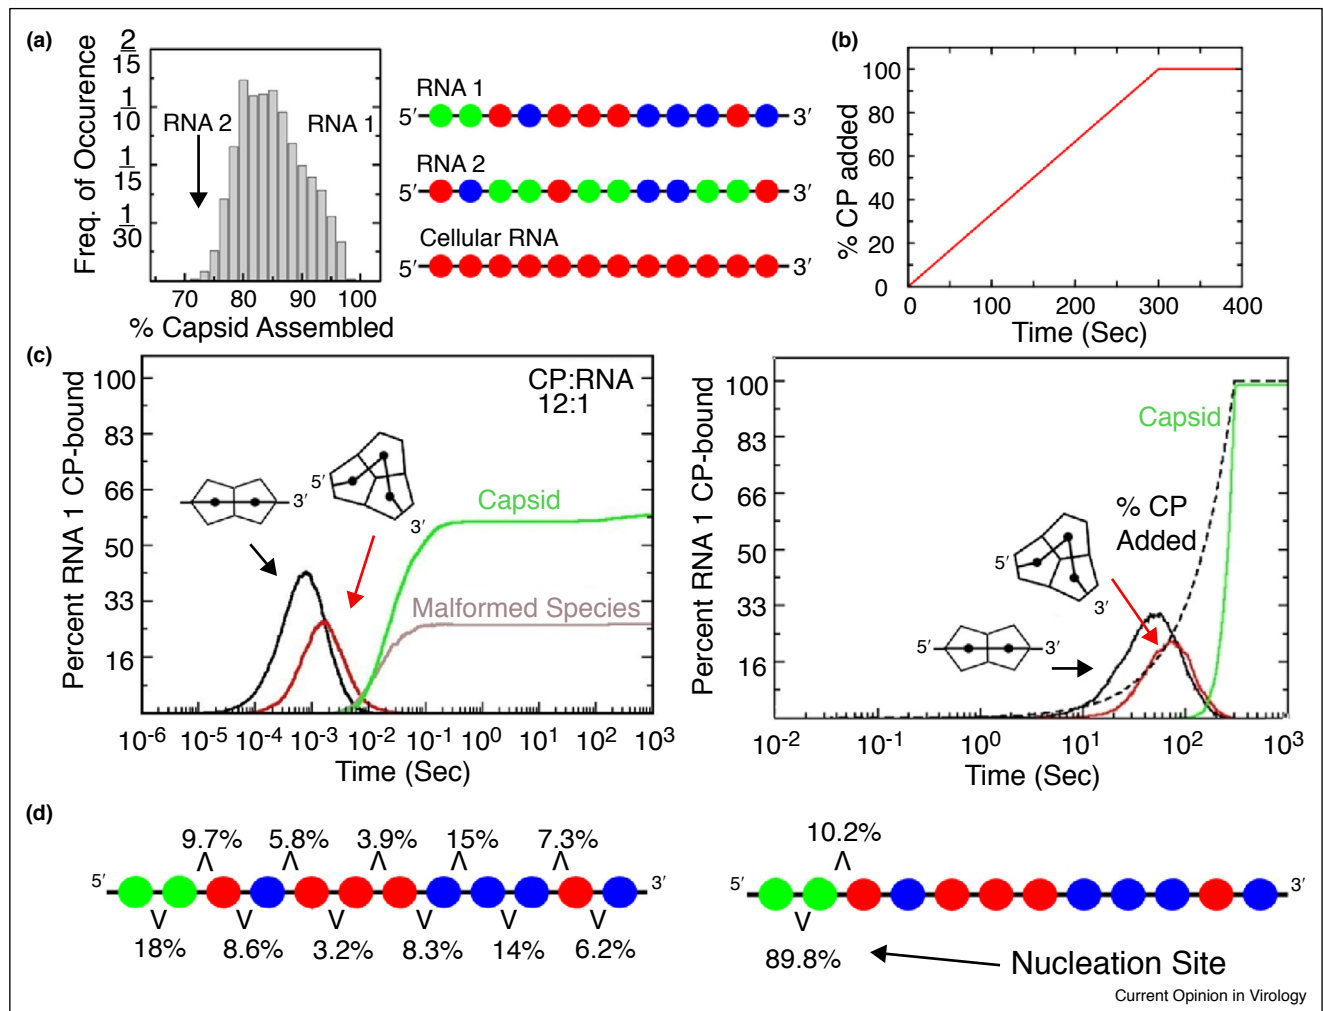 (a)
Freq. of Occurence
2
15
1
10
1
15
1
30
RNA 2
RNA 1
70 80 90 100
% Capsid Assembled
RNA 1
5′ 3′
RNA 2
5′ 3′
Cellular RNA
5′ 3′
(b)
% CP added
100
80
60
40
20
0
0 100 200 300 400
Time (Sec)
(c)
Percent RNA 1 CP-bound
100
83
66
50
33
16
CP:RNA
12:1
3′
5′
3′
Capsid
Malformed Species
10-6 10-5 10-4 10-3 10-2 10-1 100 101 102 103
Time (Sec)
Percent RNA 1 CP-bound
100
83
66
50
33
16
Capsid
% CP
Added
5′
3′
5′ 3′
10-2 10-1 100 101 102 103
Time (Sec)
(d)
9.7% 5.8% 3.9% 15% 7.3%
5′ 3′
18% 8.6% 3.2% 8.3% 14% 6.2%
10.2%
5′ 3′
89.8%
Nucleation Site
Current Opinion in Virology